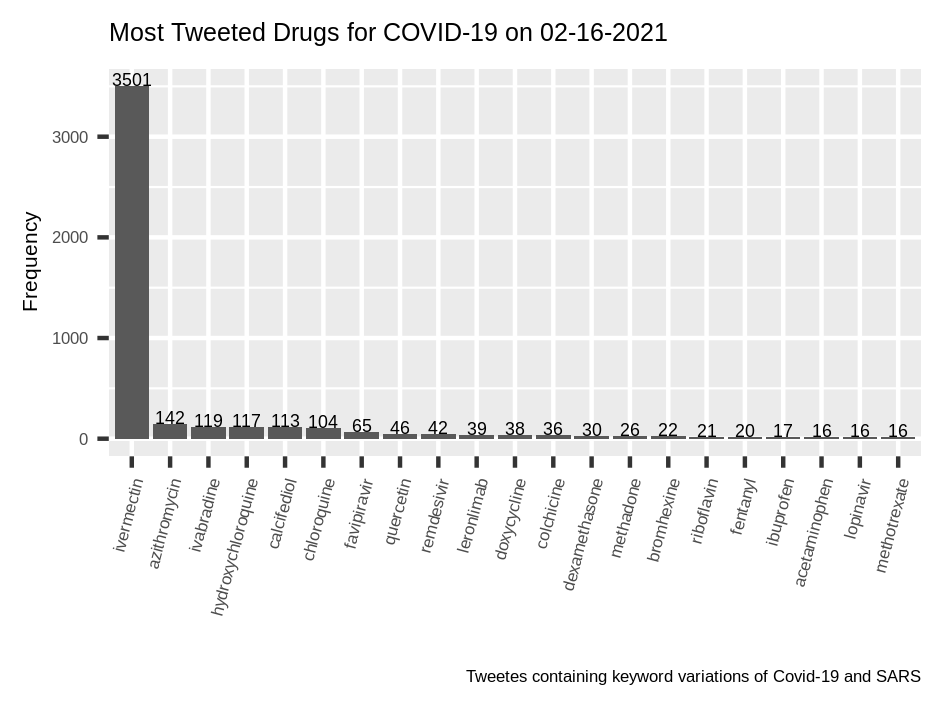 Most Tweeted Drugs for COVID-19 on 02-16-2021
Frequency
3000
2000
1000
0
3501
142
119
117
113
104
65
46
42
39
38
36
30
26
22
21
20
17
16
16
16
ivermectin
azithromycin
ivabradine
hydroxychloroquine
calcifediol
chloroquine
favipiravir
quercetin
remdesivir
leronlimab
doxycycline
colchicine
dexamethasone
methadone
bromhexine
riboflavin
fentanyl
ibuprofen
acetaminophen
lopinavir
methotrexate
Tweetes containing keyword variations of Covid-19 and SARS